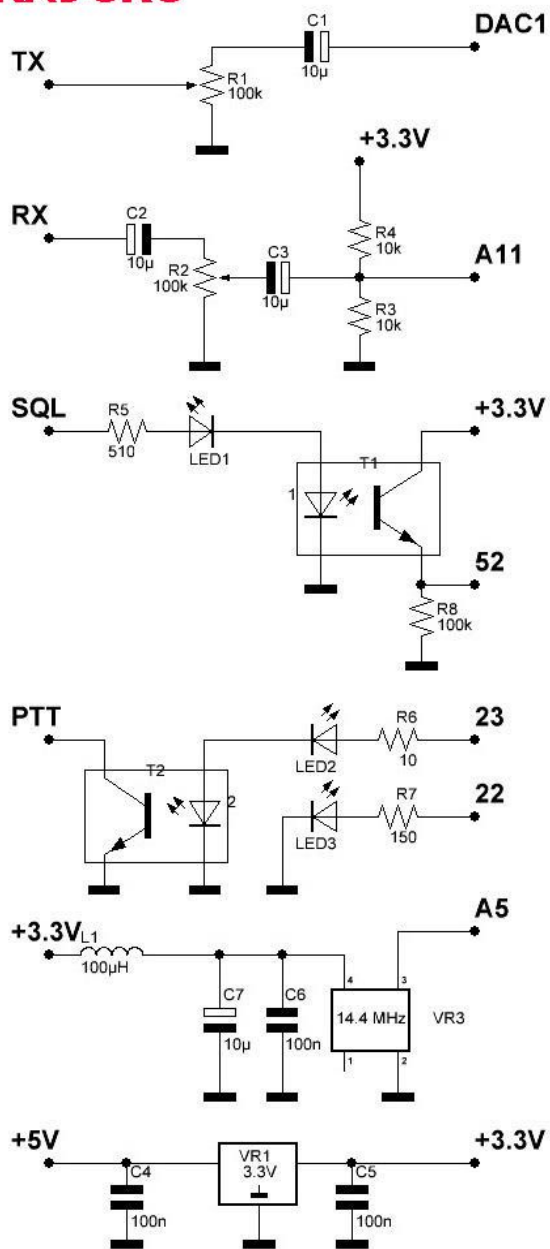 C1
DAC1
TX
R1
100k
10µ
+3.3V
RX
C2
R4
10k
10µ
R2
100k
C3
10µ
A11
R3
10k
SQL
R5
510
LED1
+3.3V
T1
1
52
R8
100k
PTT
T2
2
LED2
R6
10
23
LED3
R7
150
22
+3.3V
L1
100µH
A5
C7
10µ
C6
100n
4
3
14.4 MHz
VR3
1
2
+5V
C4
100n
VR1
3.3V
C5
100n
+3.3V